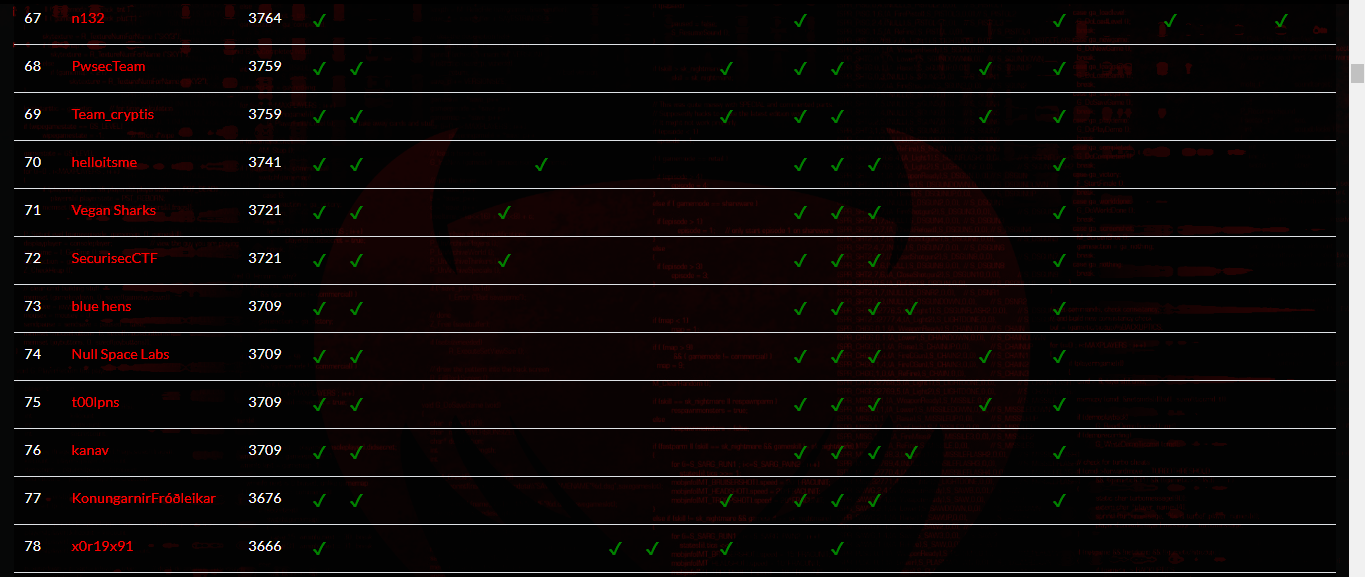 67 n132 3764 ✓ ✓ ✓ ✓ ✓
68 PwsecTeam 3759 ✓ ✓ ✓ ✓ ✓ ✓ ✓
69 Team_cryptis 3759 ✓ ✓ ✓ ✓ ✓ ✓ ✓
70 helloitsme 3741 ✓ ✓ ✓ ✓ ✓ ✓ ✓
71 Vegan Sharks 3721 ✓ ✓ ✓ ✓ ✓ ✓ ✓
72 SecurisecCTF 3721 ✓ ✓ ✓ ✓ ✓ ✓ ✓
73 blue hens 3709 ✓ ✓ ✓ ✓ ✓ ✓ ✓
74 Null Space Labs 3709 ✓ ✓ ✓ ✓ ✓ ✓ ✓
75 t00lpns 3709 ✓ ✓ ✓ ✓ ✓ ✓ ✓
76 kanav 3709 ✓ ✓ ✓ ✓ ✓ ✓ ✓
77 KonungarnirFróðleikar 3676 ✓ ✓ ✓ ✓ ✓ ✓ ✓
78 x0r19x91 3666 ✓ ✓ ✓ ✓ ✓